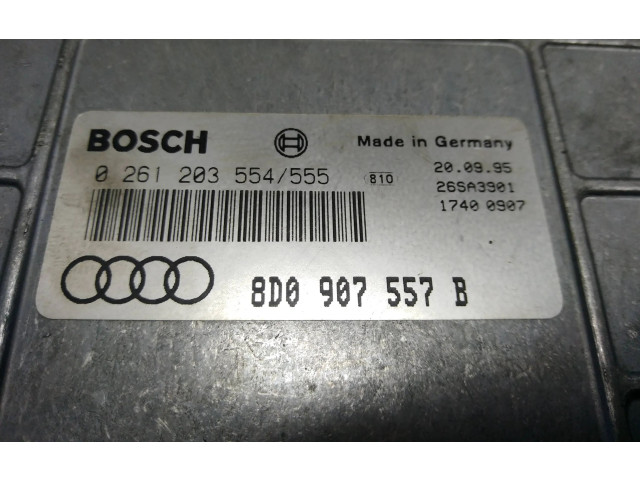 BOSCH
Made in Germany
0 261 203 554/555
810
20.09.95
26SA3901
1740 0907
8D0 907 557 B